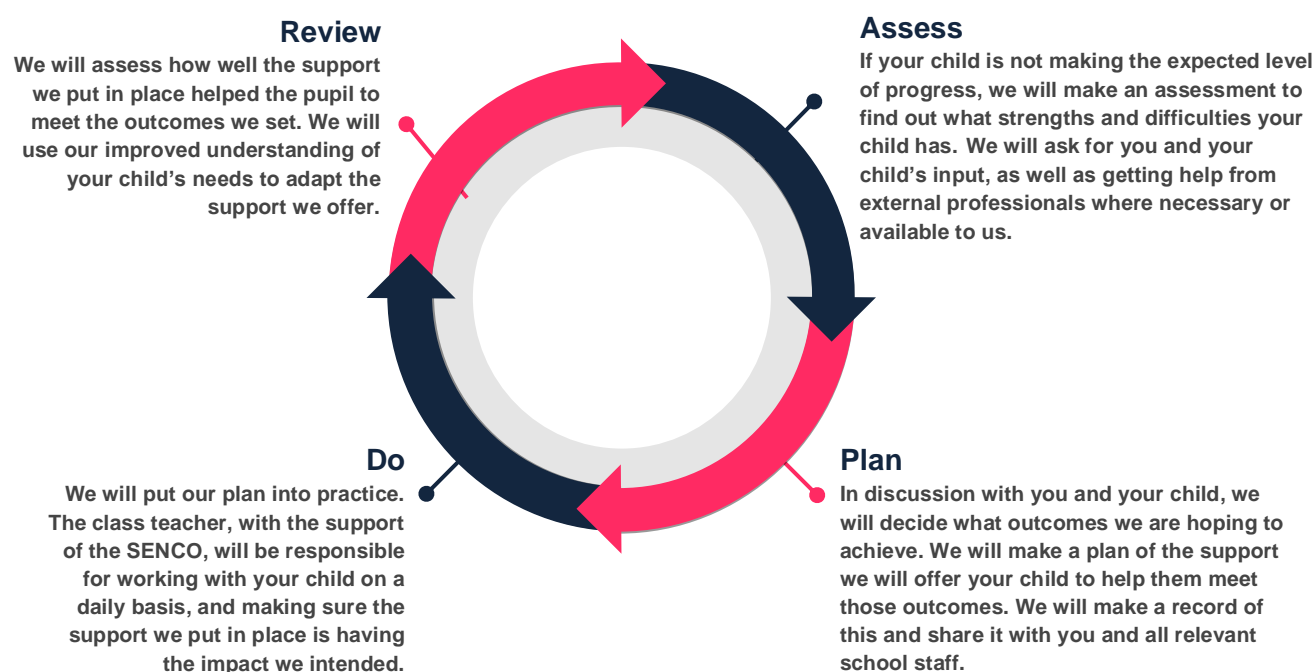 Review
We will assess how well the support
we put in place helped the pupil to
meet the outcomes we set. We will
use our improved understanding of
your child’s needs to adapt the
support we offer.
Assess
If your child is not making the expected level
of progress, we will make an assessment to
find out what strengths and difficulties your
child has. We will ask for you and your
child’s input, as well as getting help from
external professionals where necessary or
available to us.
Do
We will put our plan into practice.
The class teacher, with the support
of the SENCO, will be responsible
for working with your child on a
daily basis, and making sure the
support we put in place is having
the impact we intended.
Plan
In discussion with you and your child, we
will decide what outcomes we are hoping to
achieve. We will make a plan of the support
we will offer your child to help them meet
those outcomes. We will make a record of
this and share it with you and all relevant
school staff.